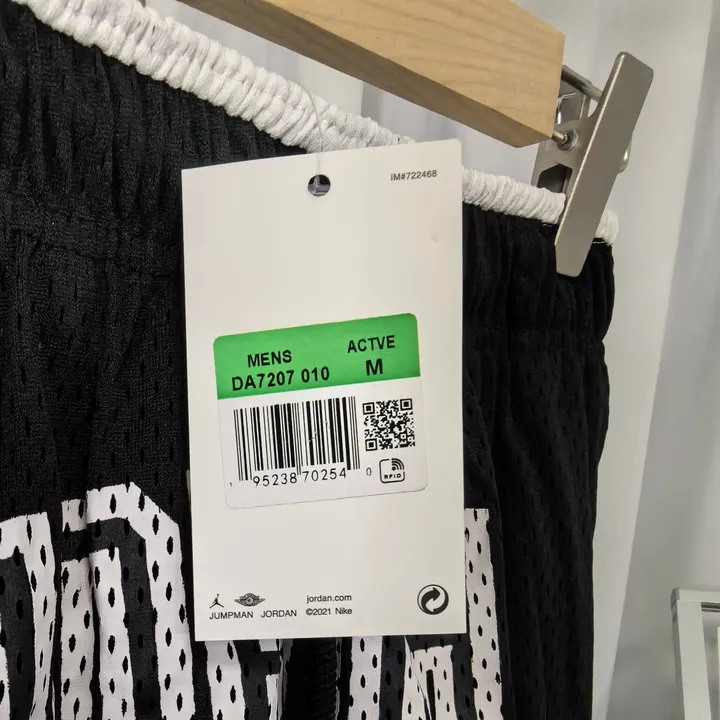 IM#722468
MENS ACTVE
DA7207 010 M
95238 70254 0
RFID
jordan.com
JUMPMAN JORDAN ©2021 Nike